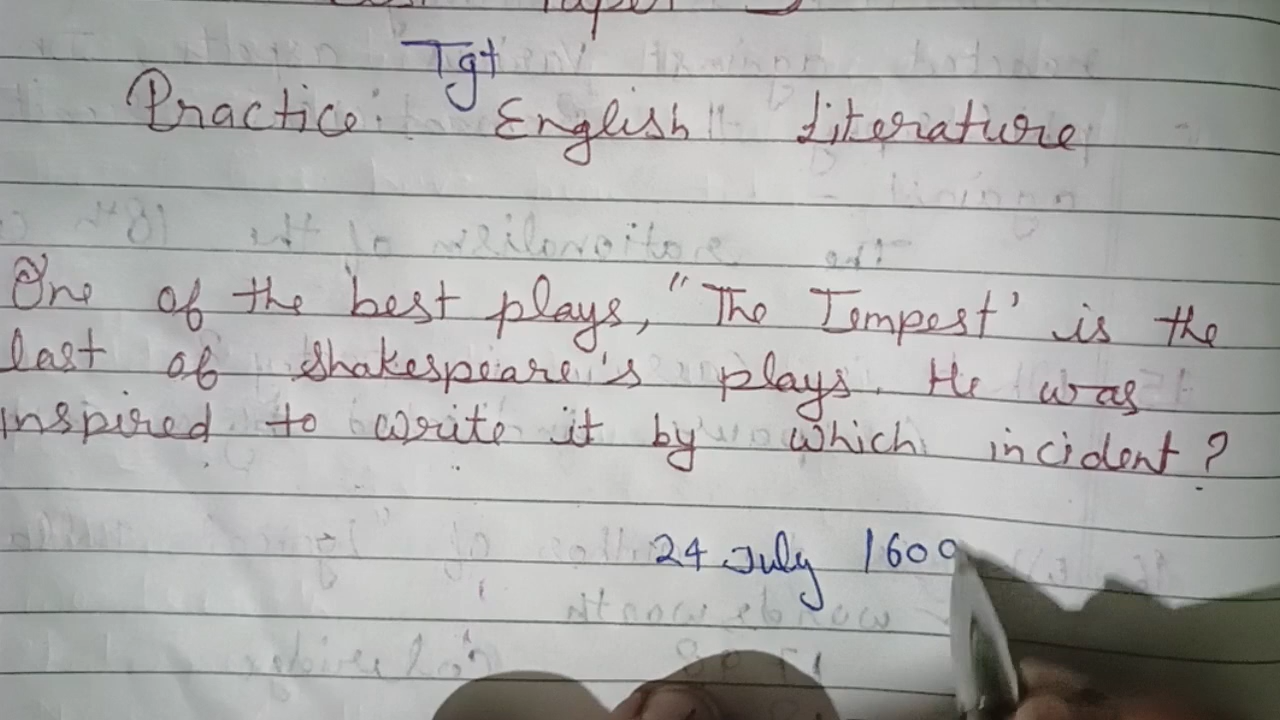 Paper
Tgt
Practice English Literature
One of the best plays, "The Tempest' is the
last of Shakespeare's plays. He was
inspired to write it by which incident?
24 July 1609